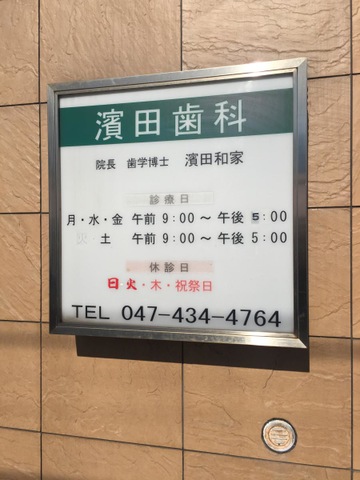 濱田歯科
院長 歯学博士 濱田和家
診療日
月・水・金 午前 9:00 ～ 午後 5:00
火・土 午前 9:00 ～ 午後 5:00
休診日
日・火・木・祝祭日
TEL 047-434-4764